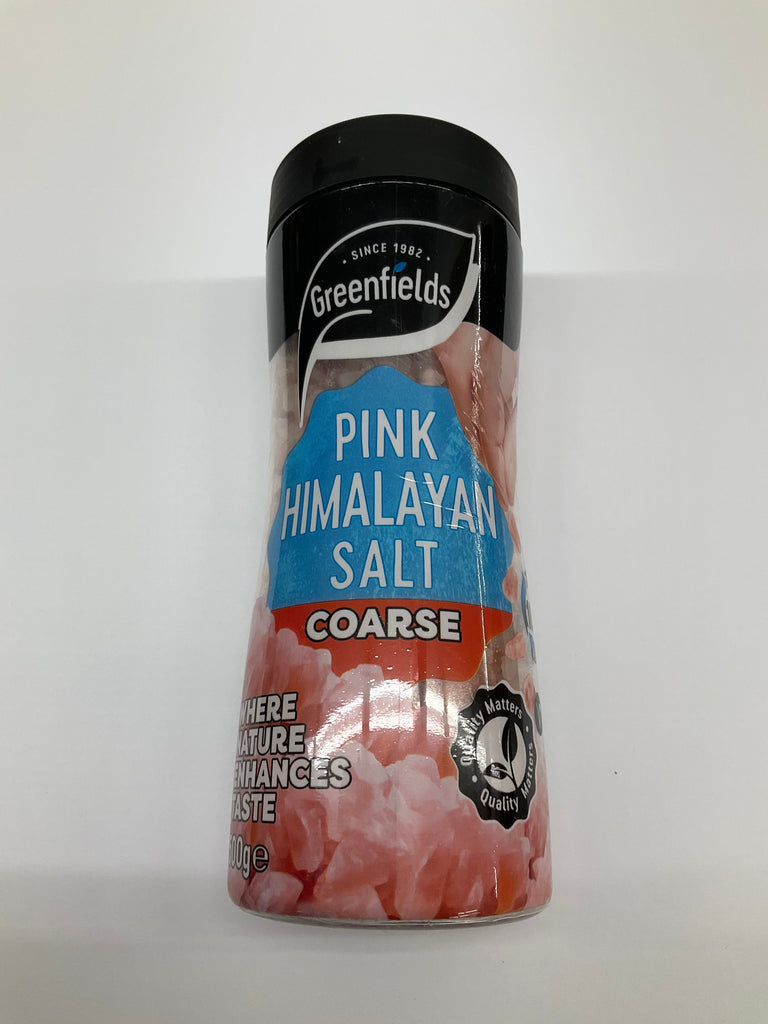 · SINCE 1982 ·
Greenfields
PINK
HIMALAYAN
SALT
COARSE
WHERE
NATURE
ENHANCES
TASTE
Quality Matters
Quality Matters